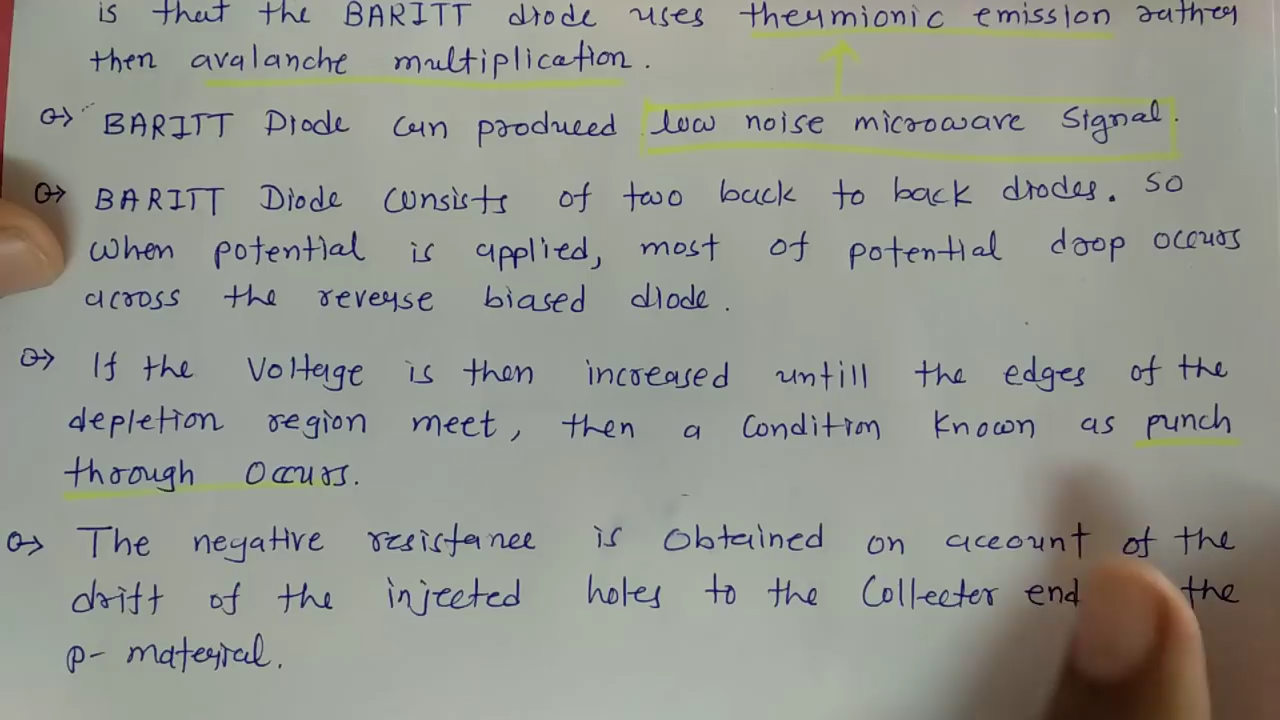 is that the BARITT diode uses thermionic emission rather
then avalanche multiplication.
BARITT Diode can produced low noise microwave signal.
BARITT Diode consists of two back to back diodes. So
when potential is applied, most of potential drop occurs
across the reverse biased diode.
If the Voltage is then increased untill the edges of the
depletion region meet, then a condition known as punch
through occurs.
The negative resistance is obtained on account of the
drift of the injected holes to the collecter end the
p- material.